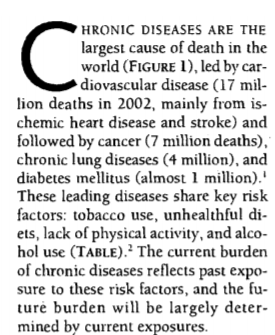 CHRONIC DISEASES ARE THE
largest cause of death in the
world (FIGURE 1), led by car-
diovascular disease (17 mil-
lion deaths in 2002, mainly from is-
chemic heart disease and stroke) and
followed by cancer (7 million deaths),
chronic lung diseases (4 million), and
diabetes mellitus (almost 1 million).¹
These leading diseases share key risk
factors: tobacco use, unhealthful di-
ets, lack of physical activity, and alco-
hol use (TABLE).² The current burden
of chronic diseases reflects past expo-
sure to these risk factors, and the fu-
ture burden will be largely deter-
mined by current exposures.